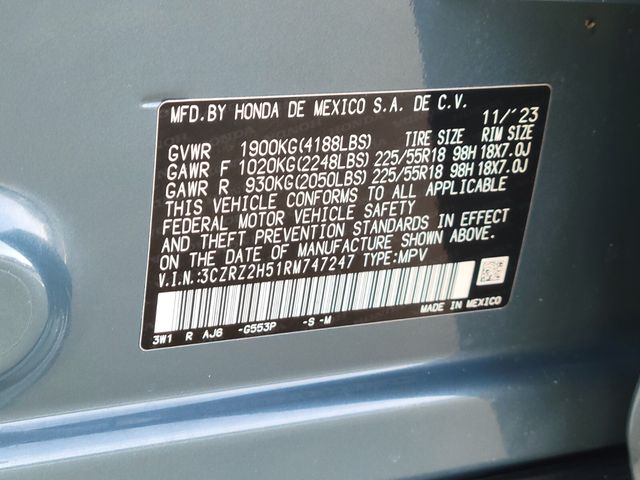 MFD.BY HONDA DE MEXICO S.A. DE C.V. 11/'23
GVWR 1900KG(4188LBS) TIRE SIZE RIM SIZE
GAWR F 1020KG(2248LBS) 225/55R18 98H 18X7.0J
GAWR R 930KG(2050LBS) 225/55R18 98H 18X7.0J
THIS VEHICLE CONFORMS TO ALL APPLICABLE
FEDERAL MOTOR VEHICLE SAFETY
AND THEFT PREVENTION STANDARDS IN EFFECT
ON THE DATE OF MANUFACTURE SHOWN ABOVE.
V.I.N.:3CZRZ2H51RM747247 TYPE:MPV
MADE IN MEXICO
3W1 R AJ6 -G553P -S -M